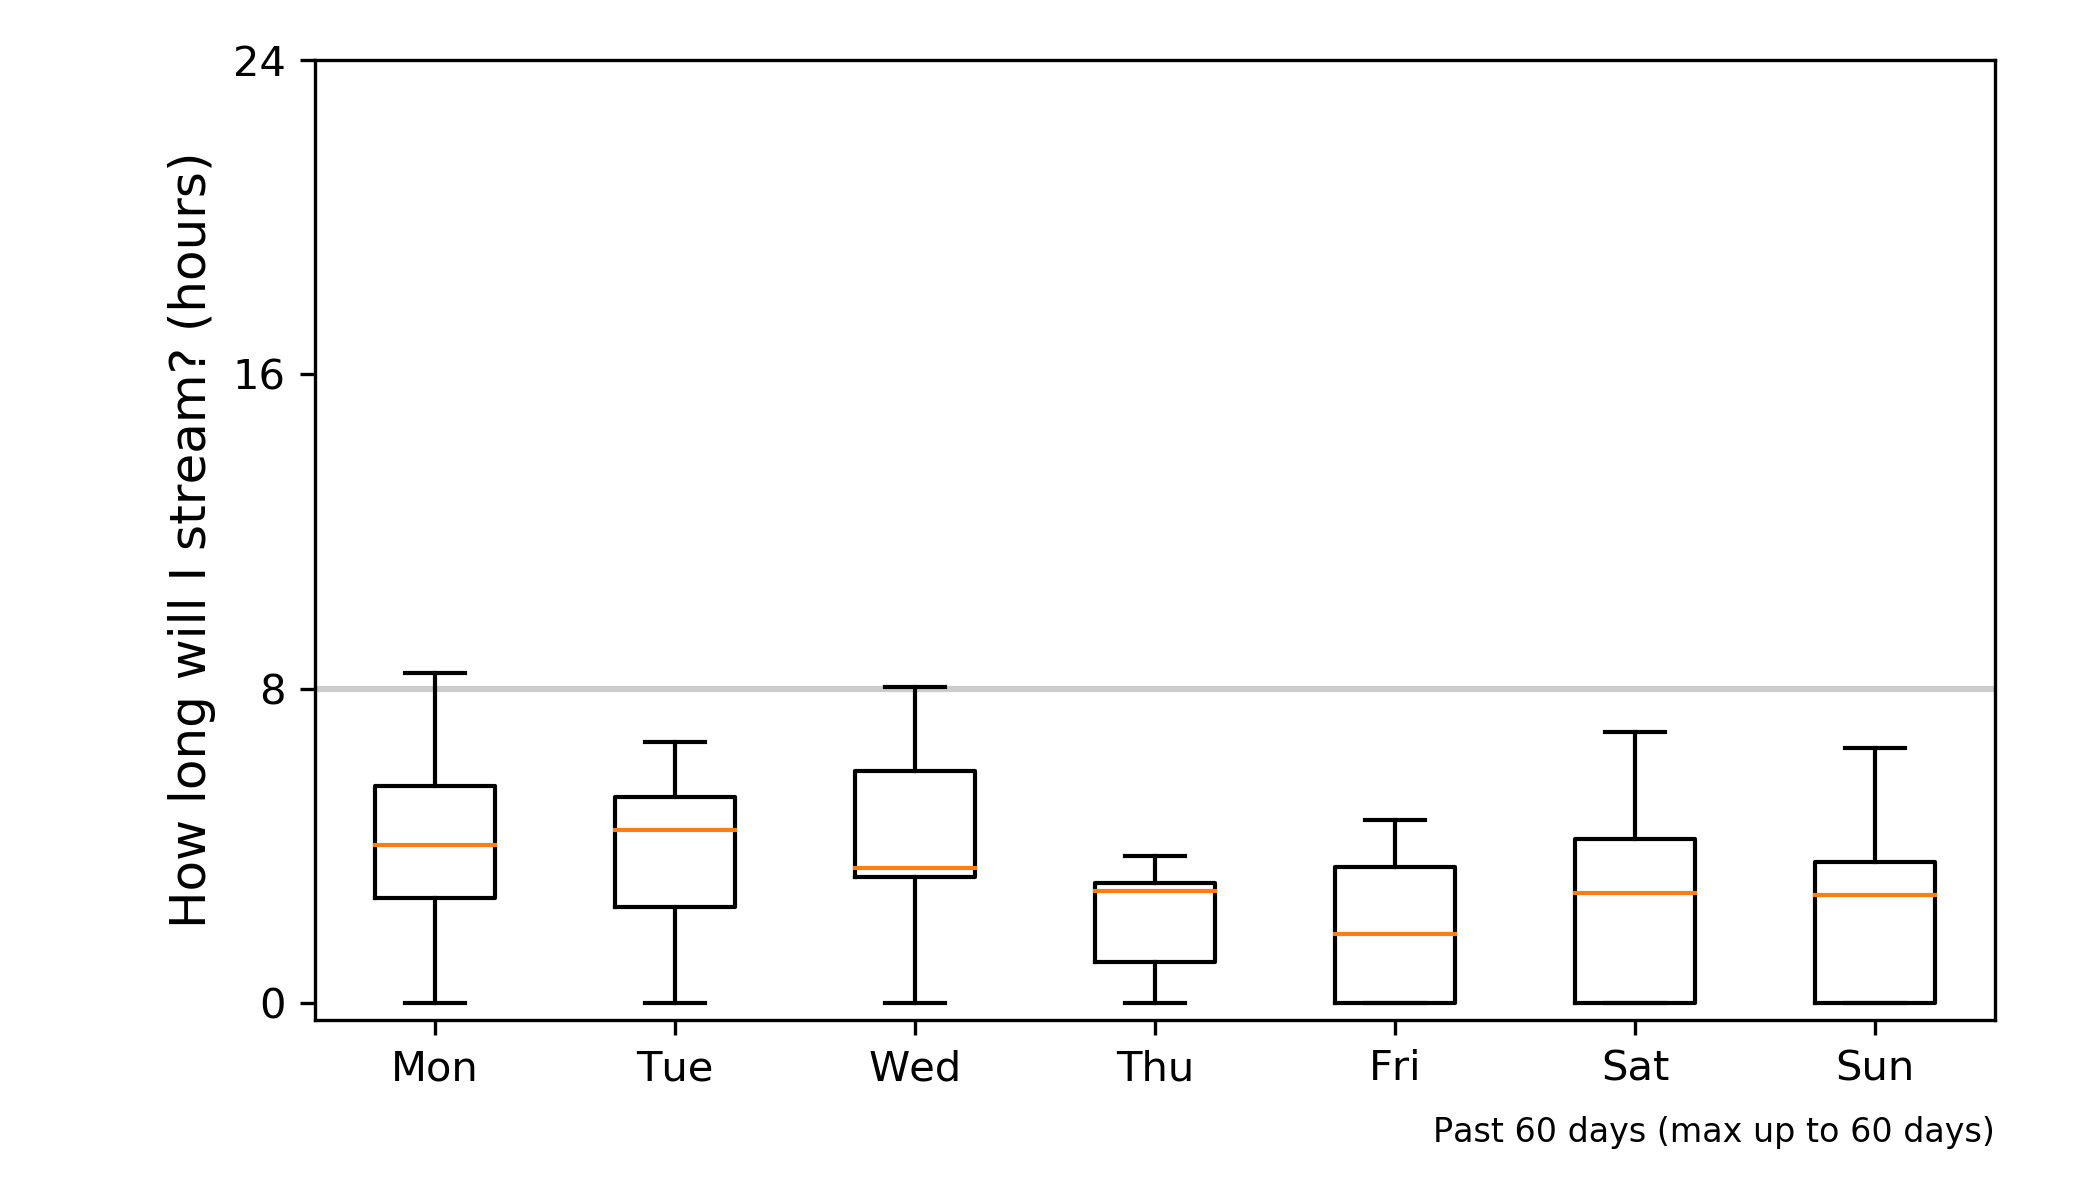 How long will I stream? (hours)
24
16
8
0
Mon Tue Wed Thu Fri Sat Sun
Past 60 days (max up to 60 days)